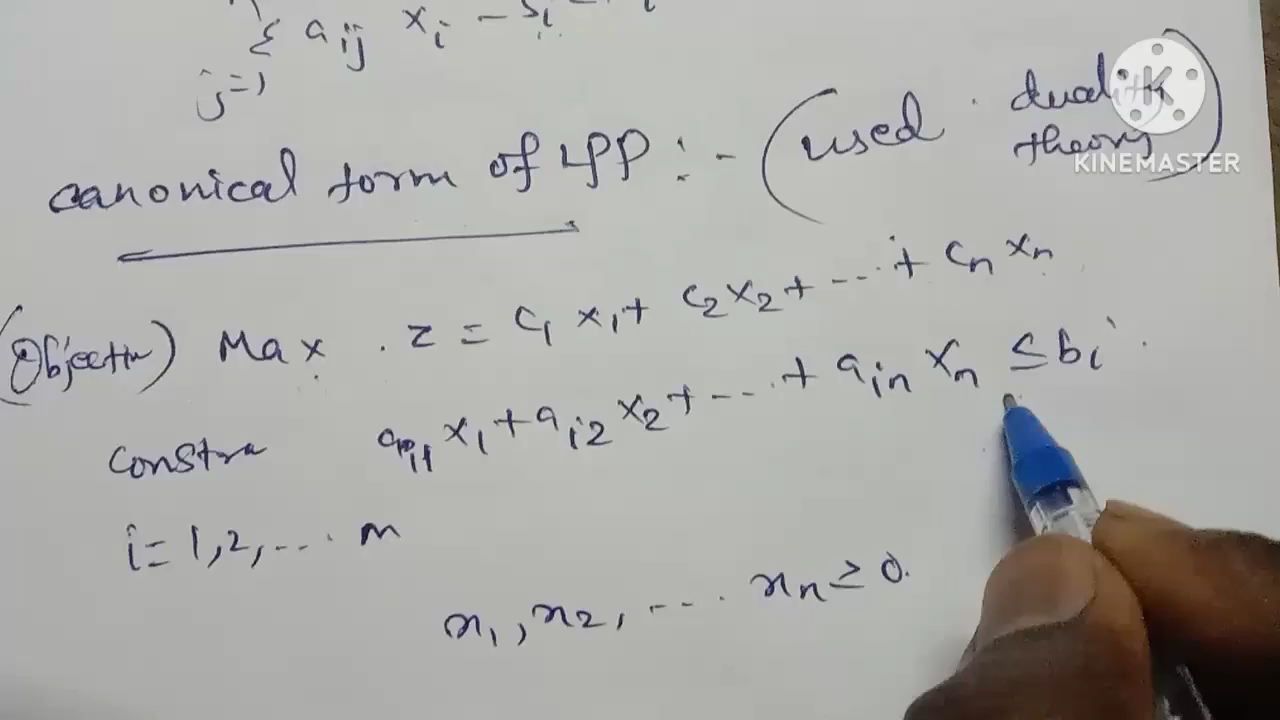 Σ aij xi - si
j=1
canonical form of LPP :- (used duality theory)
KINEMASTER
(Objectiv) Max . Z = c1 x1 + c2 x2 + ... + cn xn
constra ai1 x1 + ai2 x2 + ... + ain xn ≤ bi
i = 1, 2, ... m
x1, x2, ... xn ≥ 0.